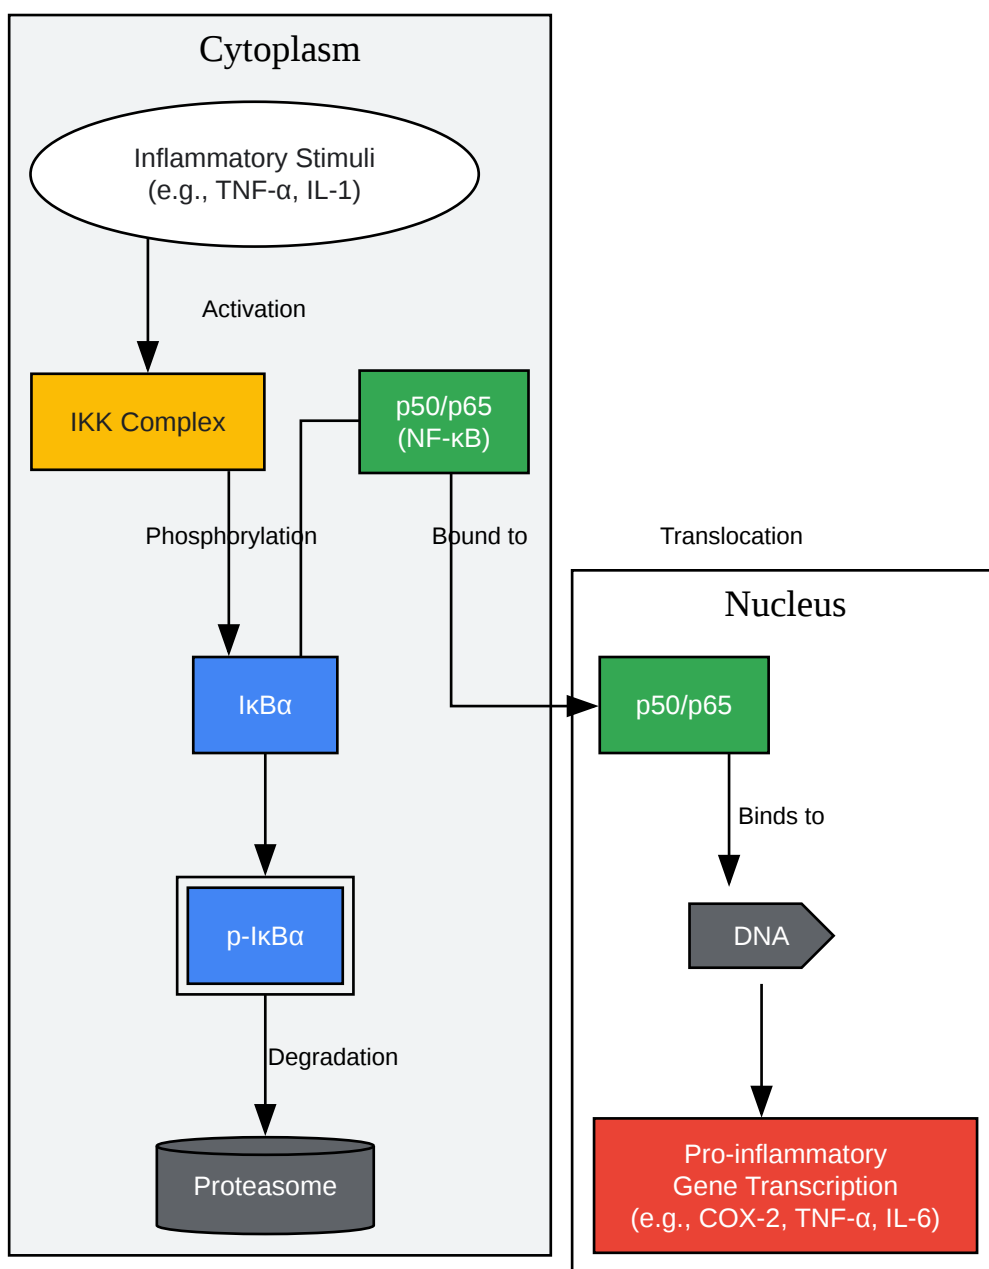 Cytoplasm
Inflammatory Stimuli
(e.g., TNF-α, IL-1)
Activation
IKK Complex
p50/p65
(NF-κB)
Phosphorylation
Bound to
Translocation
Nucleus
IκBα
p50/p65
Binds to
p-IκBα
DNA
Degradation
Proteasome
Pro-inflammatory
Gene Transcription
(e.g., COX-2, TNF-α, IL-6)